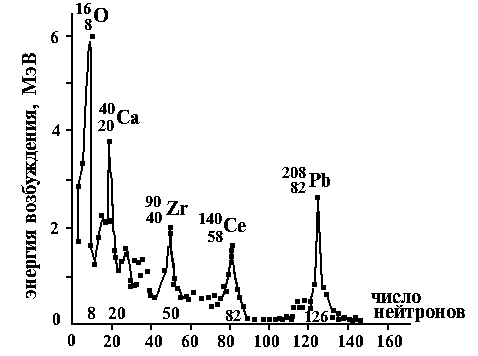 энергия возбуждения, МэВ
6
4
2
0
16
8 O
40
20 Ca
90
40 Zr
140
58 Ce
208
82 Pb
число
нейтронов
8 20 50 82 126
0 20 40 60 80 100 120 140 160